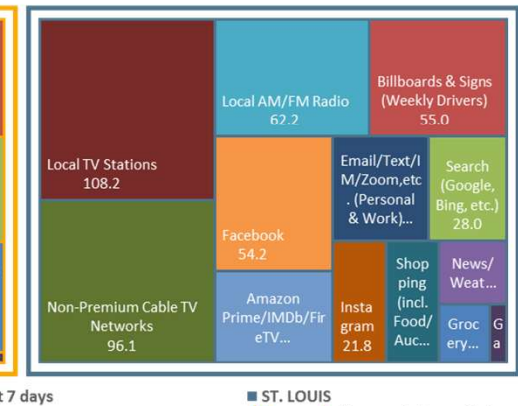 Local TV Stations
108.2
Non-Premium Cable TV
Networks
96.1
Local AM/FM Radio
62.2
Billboards & Signs
(Weekly Drivers)
55.0
Facebook
54.2
Amazon
Prime/IMDb/Fir
eTV...
Email/Text/I
M/Zoom,etc
. (Personal
& Work)...
Search
(Google,
Bing, etc.)
28.0
Insta
gram
21.8
Shop
ping
(incl.
Food/
Auc...
News/
Weat...
Groc
ery...
G
a
t 7 days
ST. LOUIS